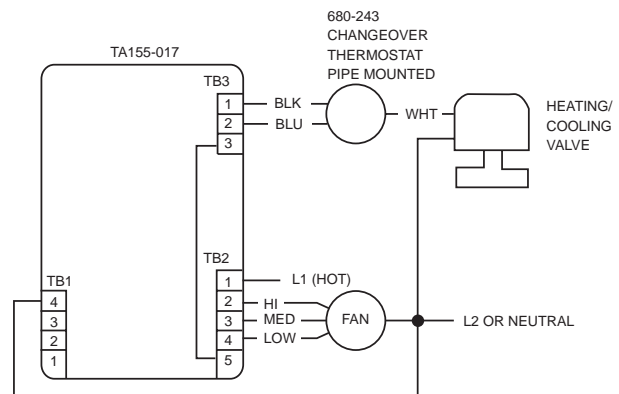 680-243
CHANGEOVER
THERMOSTAT
PIPE MOUNTED
TA155-017
TB3
1
2
3
BLK
BLU
WHT
HEATING/
COOLING
VALVE
TB2
1
2
3
4
5
L1 (HOT)
HI
MED
LOW
FAN
L2 OR NEUTRAL
TB1
4
3
2
1